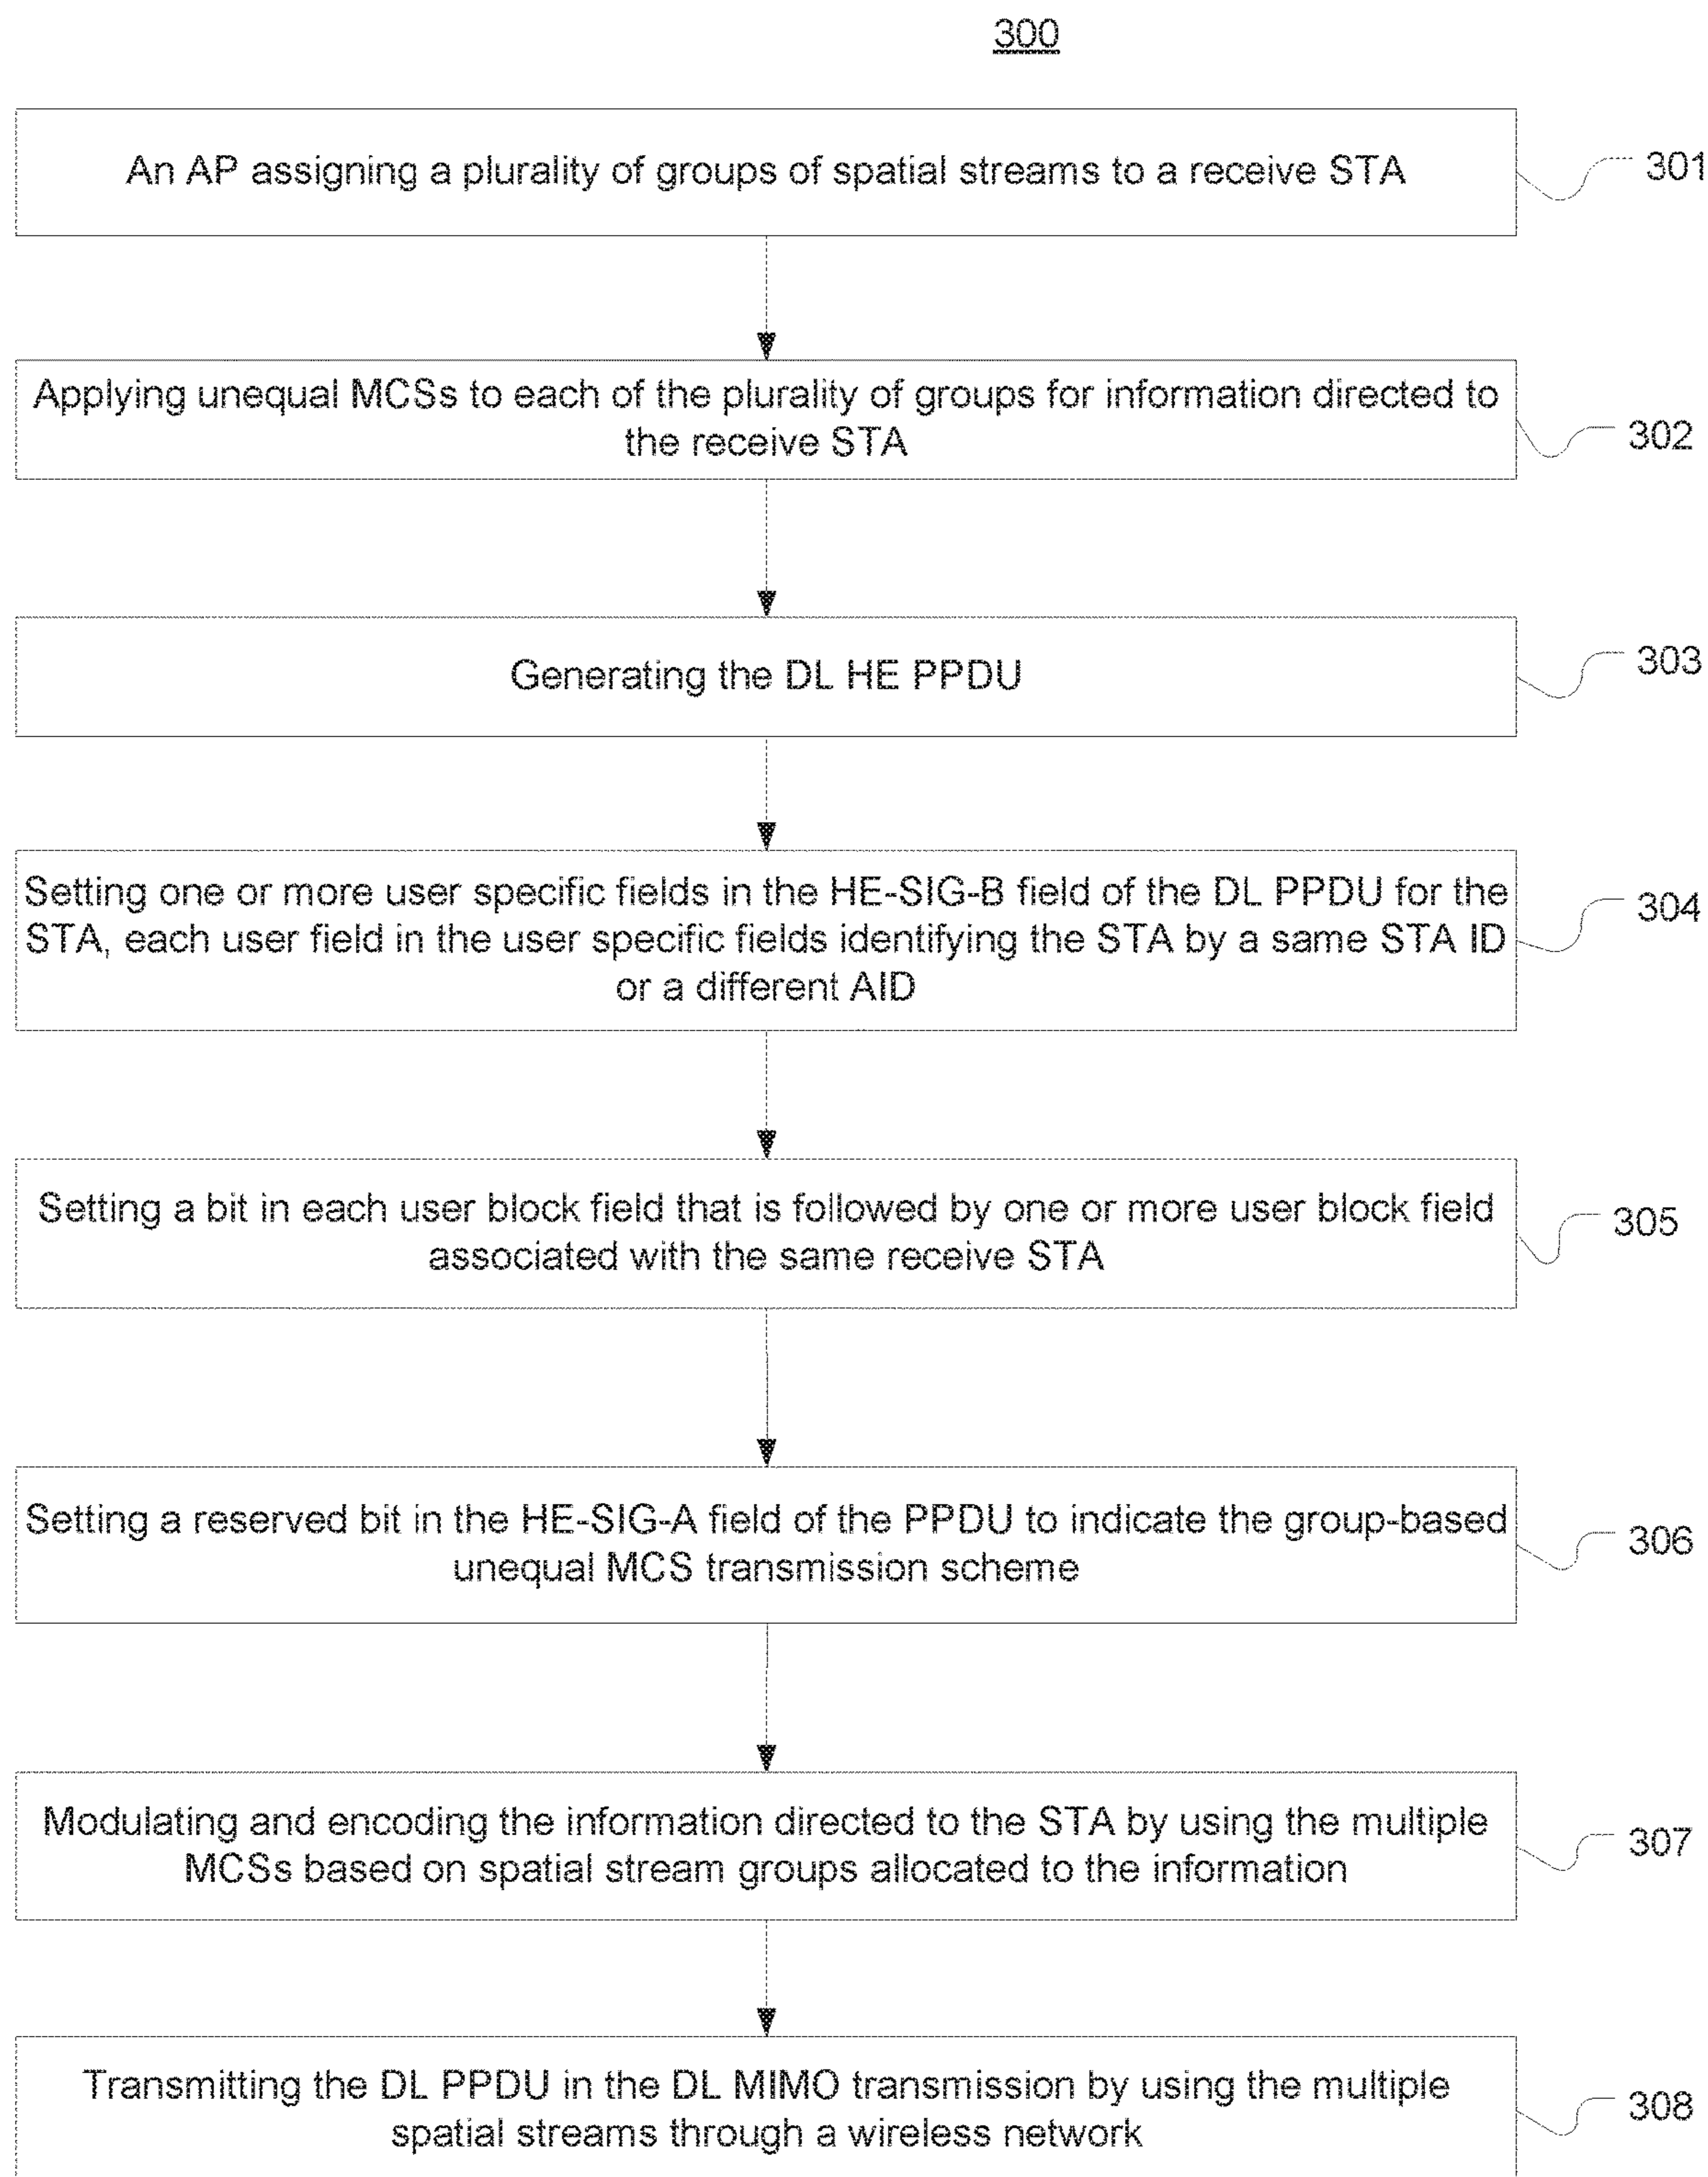 300
An AP assigning a plurality of groups of spatial streams to a receive STA
301
Applying unequal MCSs to each of the plurality of groups for information directed to
the receive STA
302
Generating the DL HE PPDU
303
Setting one or more user specific fields in the HE-SIG-B field of the DL PPDU for the
STA, each user field in the user specific fields identifying the STA by a same STA ID
or a different AID
304
Setting a bit in each user block field that is followed by one or more user block field
associated with the same receive STA
305
Setting a reserved bit in the HE-SIG-A field of the PPDU to indicate the group-based
unequal MCS transmission scheme
306
Modulating and encoding the information directed to the STA by using the multiple
MCSs based on spatial stream groups allocated to the information
307
Transmitting the DL PPDU in the DL MIMO transmission by using the multiple
spatial streams through a wireless network
308